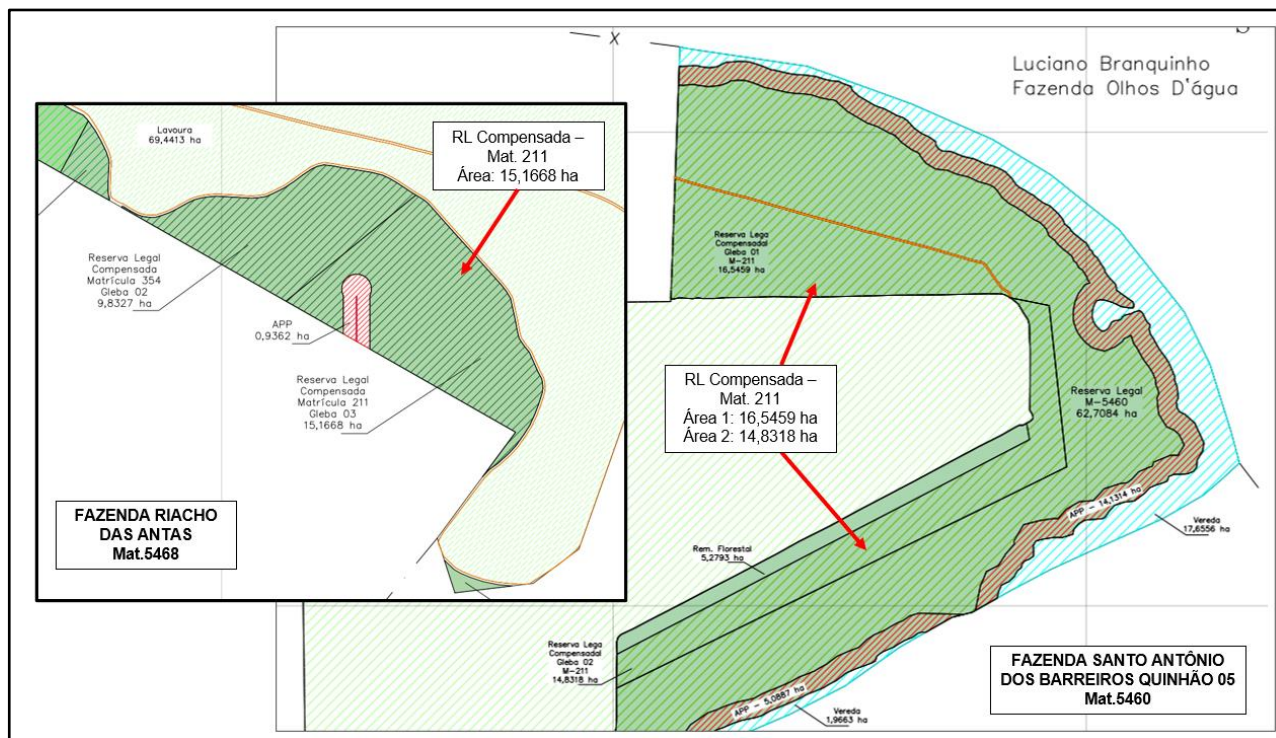 Luciano Branquinho
Fazenda Olhos D'água
X
Lavoura
69,4413 ha
RL Compensada –
Mat. 211
Área: 15,1668 ha
Reserva Legal
Compensada
Matrícula 354
Gleba 02
9,8327 ha
APP
0,9362 ha
Reserva Legal
Compensada
Matrícula 211
Gleba 03
15,1668 ha
FAZENDA RIACHO
DAS ANTAS
Mat.5468
Reserva Lega
Compensadal
Gleba 01
M-211
16,5459 ha
RL Compensada –
Mat. 211
Área 1: 16,5459 ha
Área 2: 14,8318 ha
Reserva Legal
M-5460
62,7084 ha
APP - 14,1314 ha
Vereda
17,6556 ha
Rem. Florestal
5,2793 ha
Reserva Lega
Compensadal
Gleba 02
M-211
14,8318 ha
APP - 5,0887 ha
Vereda
1,9663 ha
FAZENDA SANTO ANTÔNIO
DOS BARREIROS QUINHÃO 05
Mat.5460